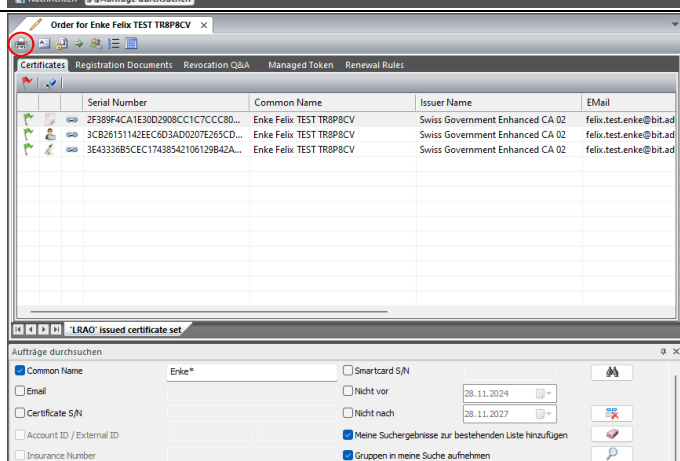 Nachrichten Aufträge durchsuchen
Order for Enke Felix TEST TR8P8CV
Certificates Registration Documents Revocation Q&A Managed Token Renewal Rules
Serial Number Common Name Issuer Name EMail
2F389F4CA1E30D2908CC1C7CCC80... Enke Felix TEST TR8P8CV Swiss Government Enhanced CA 02 felix.test.enke@bit.ad
3CB26151142EEC6D3AD0207E265CD... Enke Felix TEST TR8P8CV Swiss Government Enhanced CA 02 felix.test.enke@bit.ad
3E43336B5CEC17438542106129B42A... Enke Felix TEST TR8P8CV Swiss Government Enhanced CA 02 felix.test.enke@bit.ad
'LRAO' issued certificate set
Aufträge durchsuchen
Common Name Enke* Smartcard S/N
Email Nicht vor 28.11.2024
Certificate S/N Nicht nach 28.11.2027
Account ID / External ID Meine Suchergebnisse zur bestehenden Liste hinzufügen
Insurance Number Gruppen in meine Suche aufnehmen